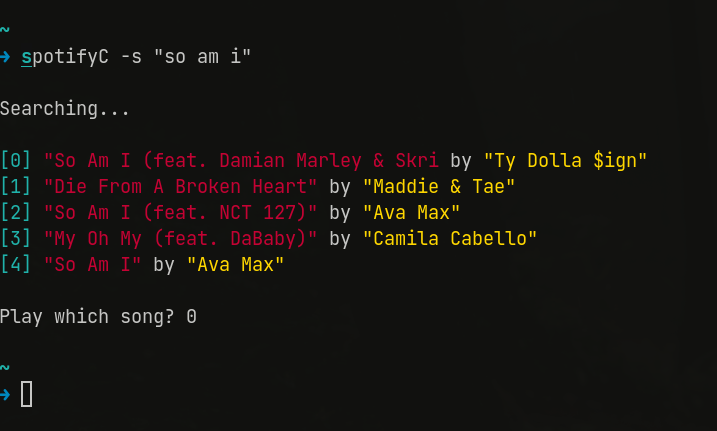 ~
→ spotifyC -s "so am i"
Searching...
[0] "So Am I (feat. Damian Marley & Skri by "Ty Dolla $ign"
[1] "Die From A Broken Heart" by "Maddie & Tae"
[2] "So Am I (feat. NCT 127)" by "Ava Max"
[3] "My Oh My (feat. DaBaby)" by "Camila Cabello"
[4] "So Am I" by "Ava Max"
Play which song? 0
~
→